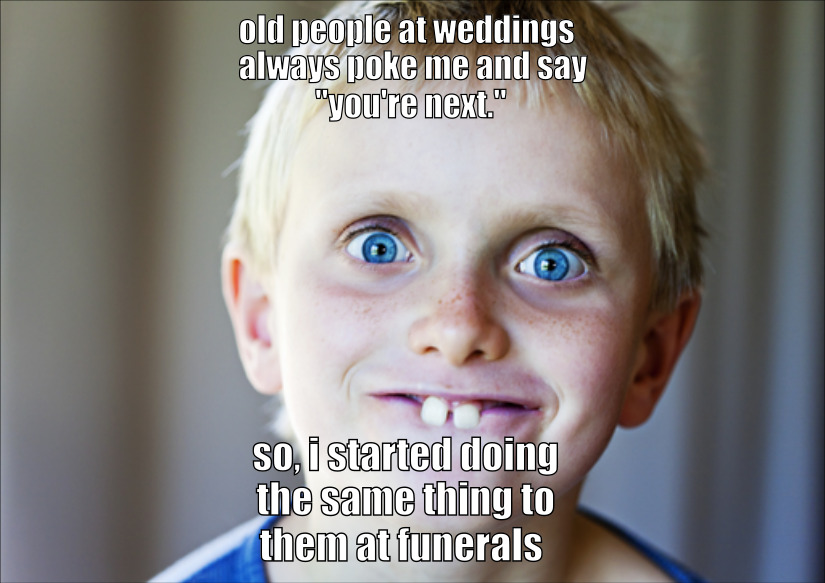 old people at weddings
always poke me and say
"you're next."
so, i started doing
the same thing to
them at funerals